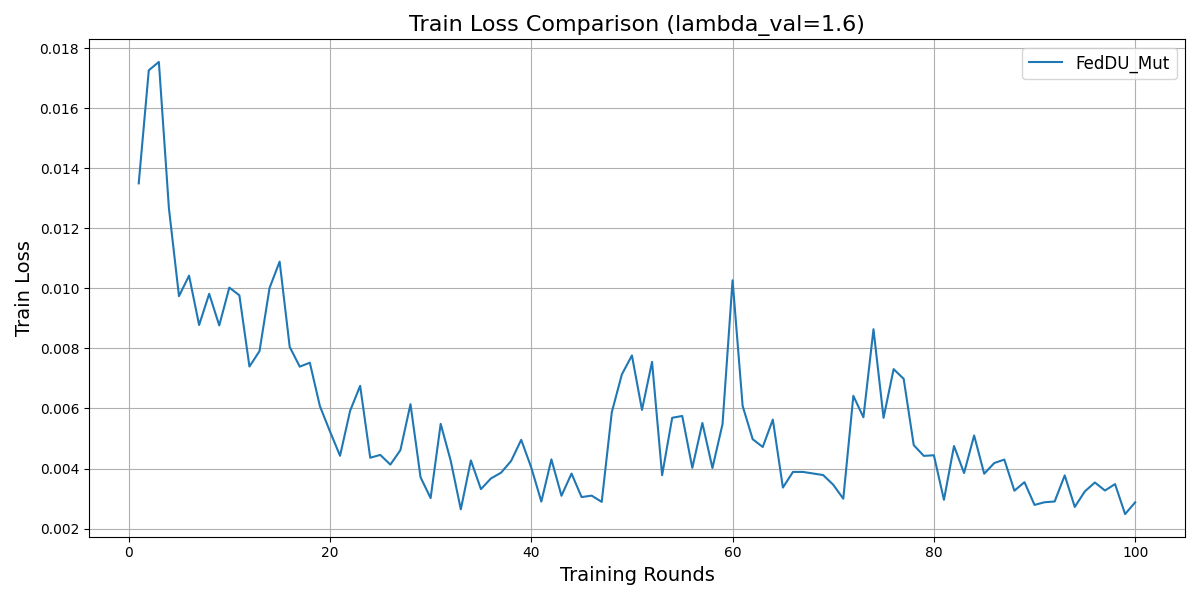 Train Loss Comparison (lambda_val=1.6)
FedDU_Mut
Train Loss
0.018
0.016
0.014
0.012
0.010
0.008
0.006
0.004
0.002
0 20 40 60 80 100
Training Rounds